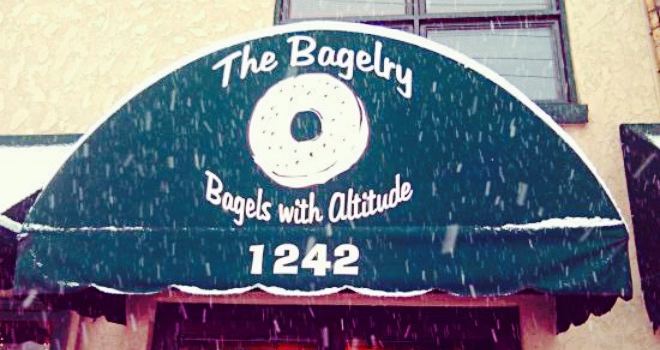 The Bagelry
Bagels with Altitude
1242